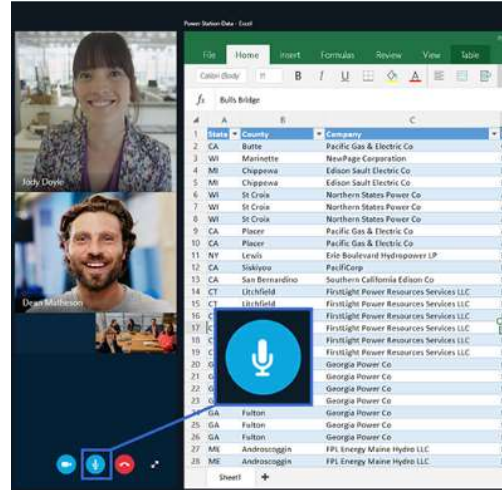 Power Station Data - Excel
File Home Insert Formulas Review View Table
Calibri (Body) 11 B I U A
fx Bulls Bridge
A B C
1 State County Company
2 CA Butte Pacific Gas & Electric Co
3 WI Marinette NewPage Corporation
4 MI Chippewa Edison Sault Electric Co
5 MI Chippewa Edison Sault Electric Co
6 WI St Croix Northern States Power Co
7 WI St Croix Northern States Power Co
8 WI St Croix Northern States Power Co
9 CA Placer Pacific Gas & Electric Co
10 CA Placer Pacific Gas & Electric Co
11 NY Lewis Erie Boulevard Hydropower LP
12 CA Siskiyou PacifiCorp
13 CA San Bernardino Southern California Edison Co
14 CT Litchfield FirstLight Power Resources Services LLC
15 CT Litchfield FirstLight Power Resources Services LLC
16 C FirstLight Power Resources Services LLC
17 C FirstLight Power Resources Services LLC
18 C FirstLight Power Resources Services LLC
19 C FirstLight Power Resources Services LLC
20 G Georgia Power Co
21 G Georgia Power Co
22 G Georgia Power Co
23 G Georgia Power Co
Fulton Georgia Power Co
25 GA Fulton Georgia Power Co
26 GA Fulton Georgia Power Co
27 ME Androscoggin FPL Energy Maine Hydro LLC
28 ME Androscoggin FPL Energy Maine Hydro LLC
Sheet1 +
Jody Doyle
Dean Matheson